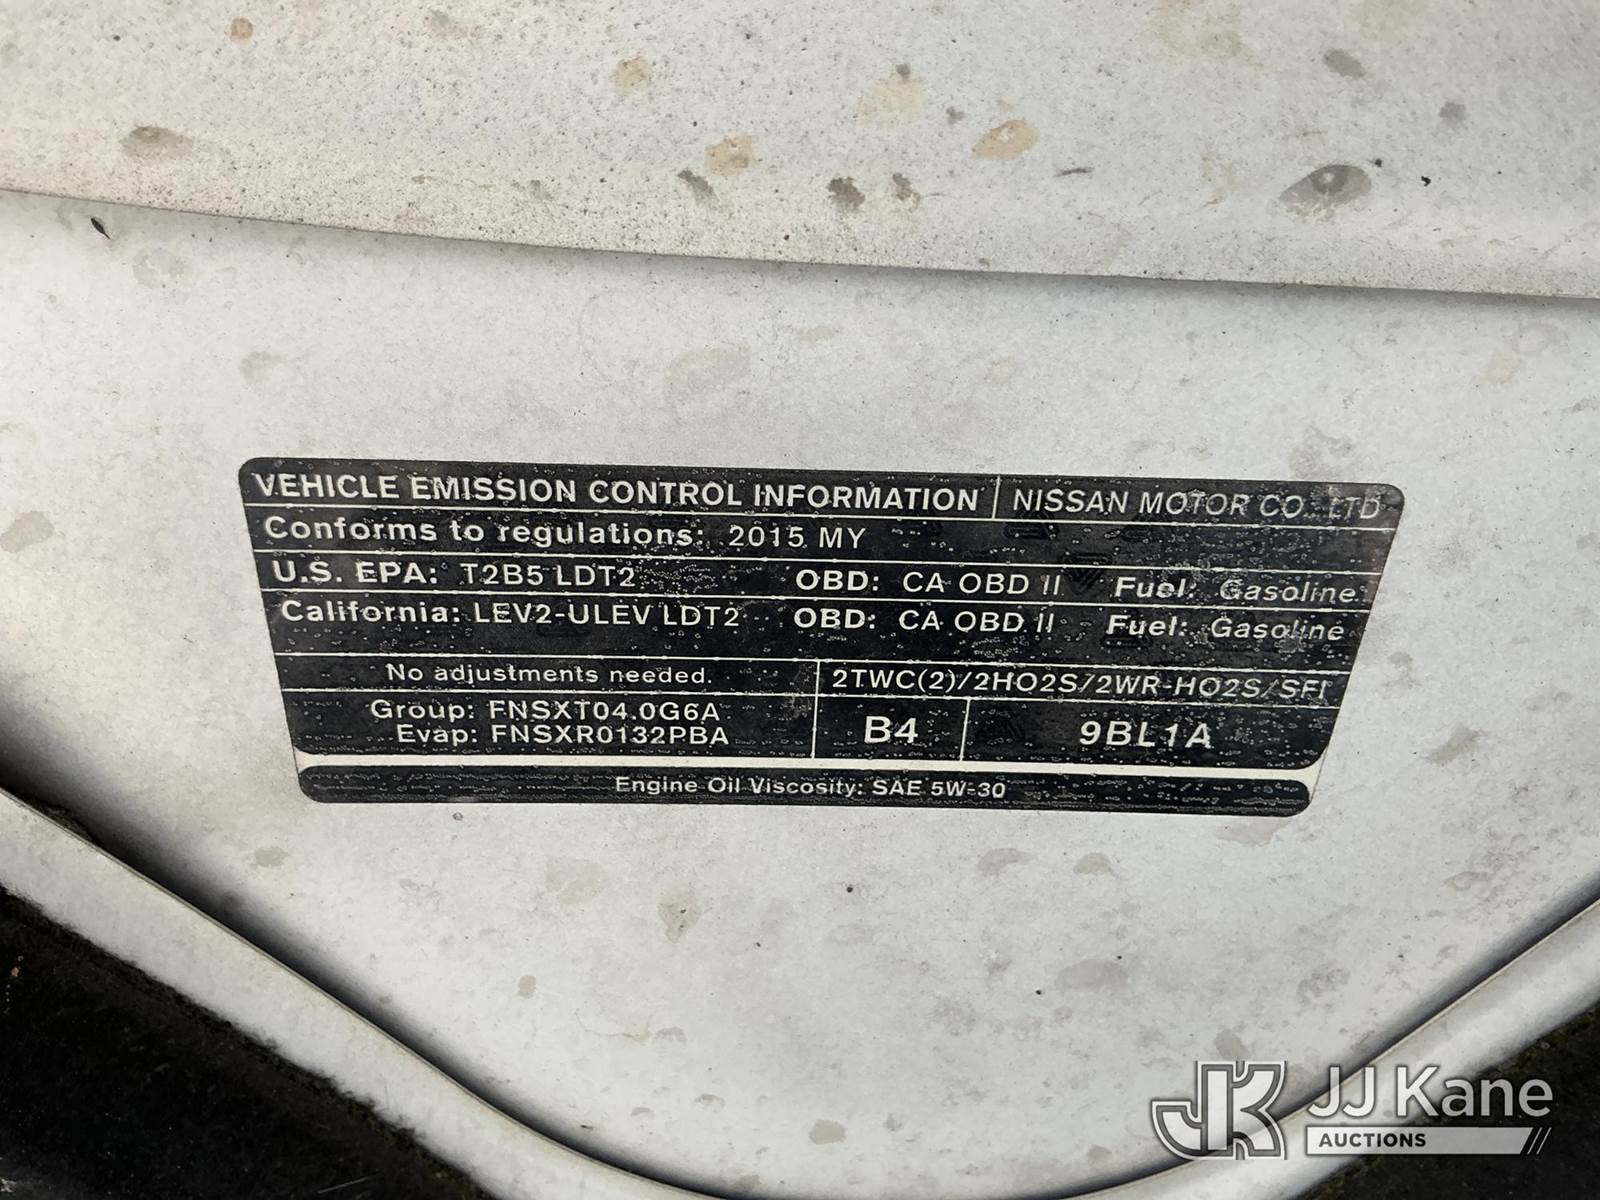 VEHICLE EMISSION CONTROL INFORMATION NISSAN MOTOR CO., LTD
Conforms to regulations: 2015 MY
U.S. EPA: T2B5 LDT2 OBD: CA OBD II Fuel: Gasoline
California: LEV2-ULEV LDT2 OBD: CA OBD II Fuel: Gasoline
No adjustments needed. 2TWC(2)/2HO2S/2WR-HO2S/SFI
Group: FNSXT04.0G6A
Evap: FNSXR0132PBA
B4 9BL1A
Engine Oil Viscosity: SAE 5W-30
JK JJ Kane
AUCTIONS